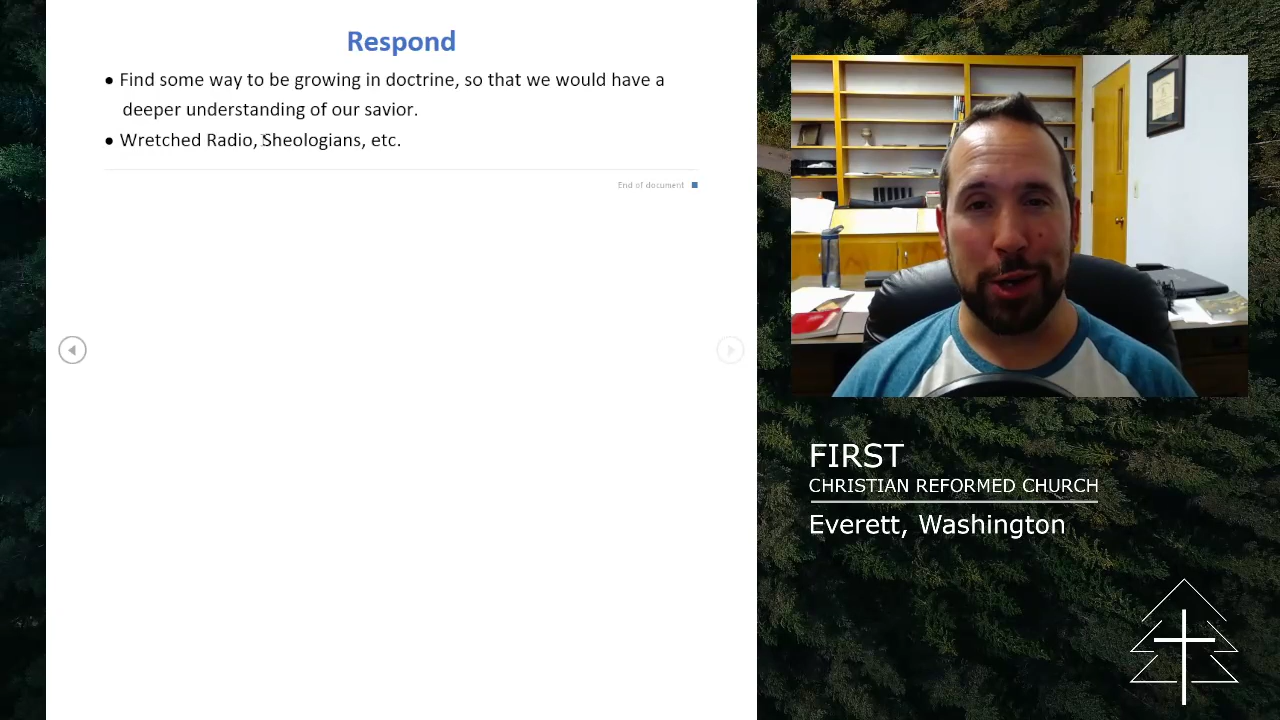 Respond
● Find some way to be growing in doctrine, so that we would have a
deeper understanding of our savior.
● Wretched Radio, Sheologians, etc.
End of document
FIRST
CHRISTIAN REFORMED CHURCH
Everett, Washington